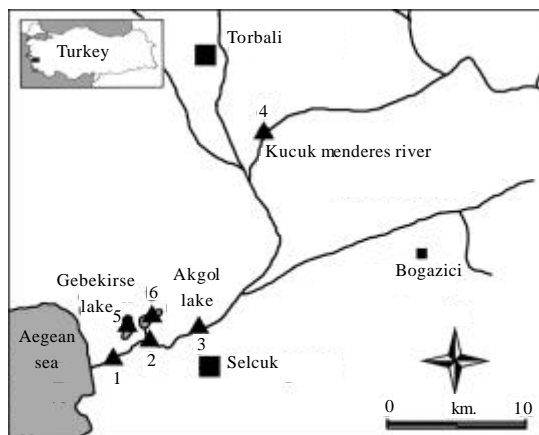 Turkey
Torbali
4
Kucuk menderes river
Bogazici
Gebekirse
lake
Akgol
lake
6
5
Aegean
sea
2
3
1
Selcuk
0 km. 10